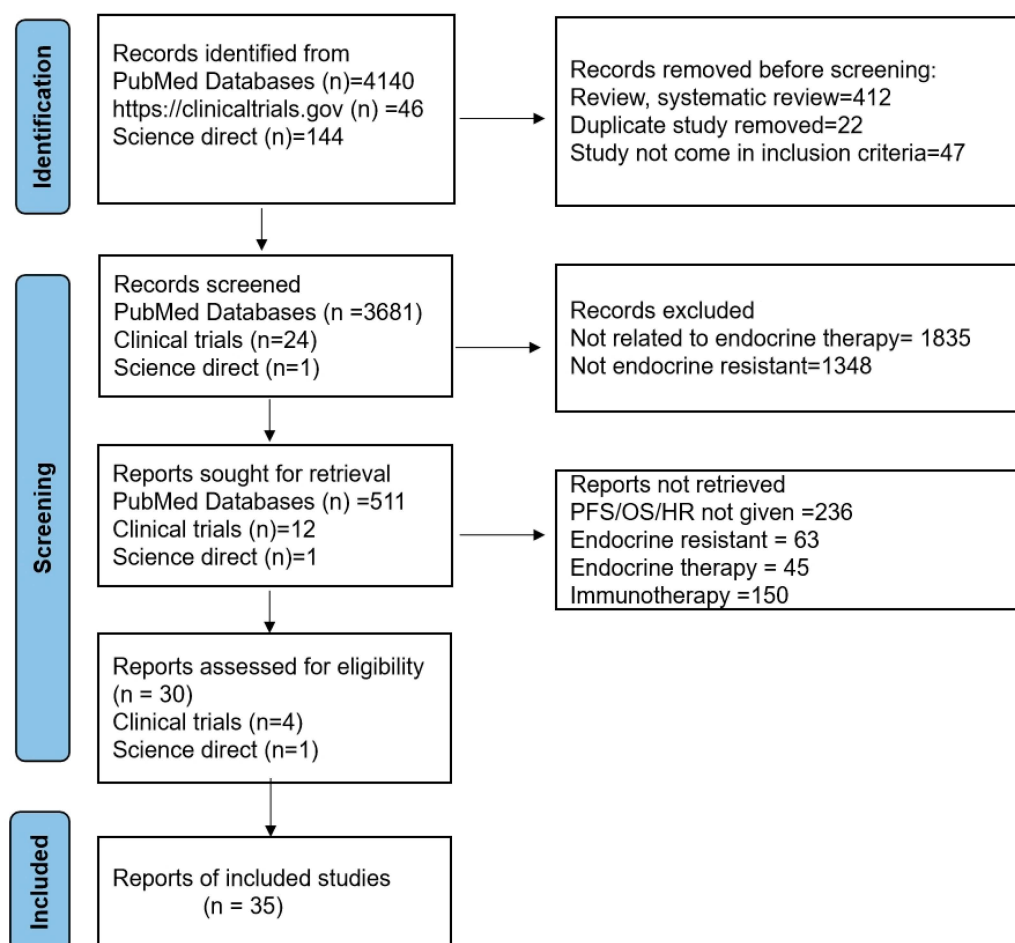 Identification
Records identified from
PubMed Databases (n)=4140
https://clinicaltrials.gov (n) =46
Science direct (n)=144
Records removed before screening:
Review, systematic review=412
Duplicate study removed=22
Study not come in inclusion criteria=47
Screening
Records screened
PubMed Databases (n =3681)
Clinical trials (n=24)
Science direct (n=1)
Records excluded
Not related to endocrine therapy= 1835
Not endocrine resistant=1348
Reports sought for retrieval
PubMed Databases (n) =511
Clinical trials (n)=12
Science direct (n)=1
Reports not retrieved
PFS/OS/HR not given =236
Endocrine resistant = 63
Endocrine therapy = 45
Immunotherapy =150
Reports assessed for eligibility
(n = 30)
Clinical trials (n=4)
Science direct (n=1)
Included
Reports of included studies
(n = 35)